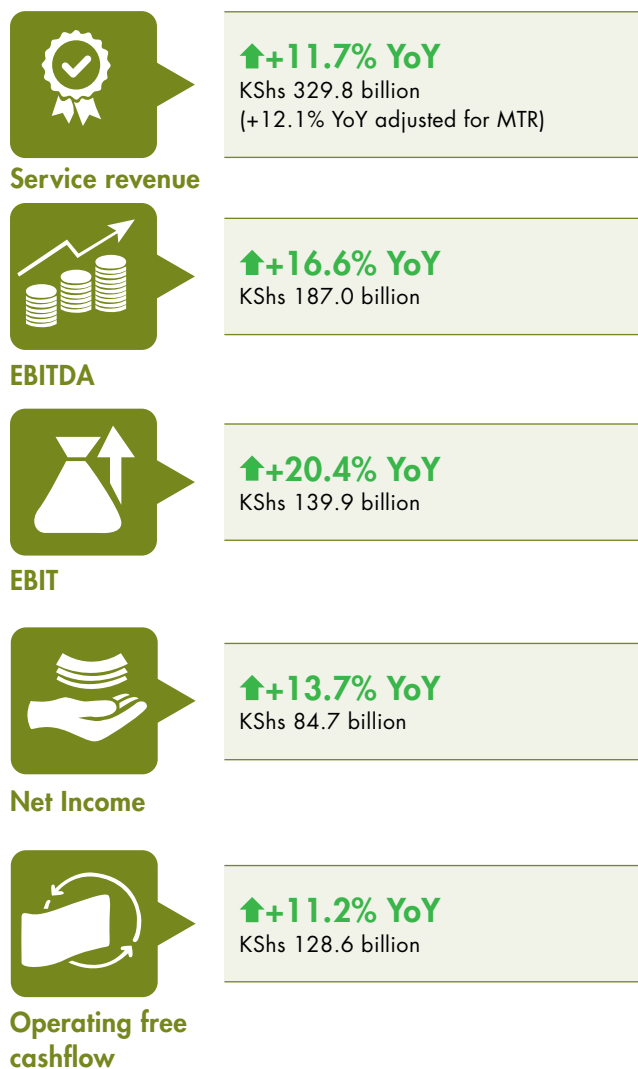 +11.7% YoY
KShs 329.8 billion
(+12.1% YoY adjusted for MTR)
Service revenue
+16.6% YoY
KShs 187.0 billion
EBITDA
+20.4% YoY
KShs 139.9 billion
EBIT
+13.7% YoY
KShs 84.7 billion
Net Income
+11.2% YoY
KShs 128.6 billion
Operating free
cashflow